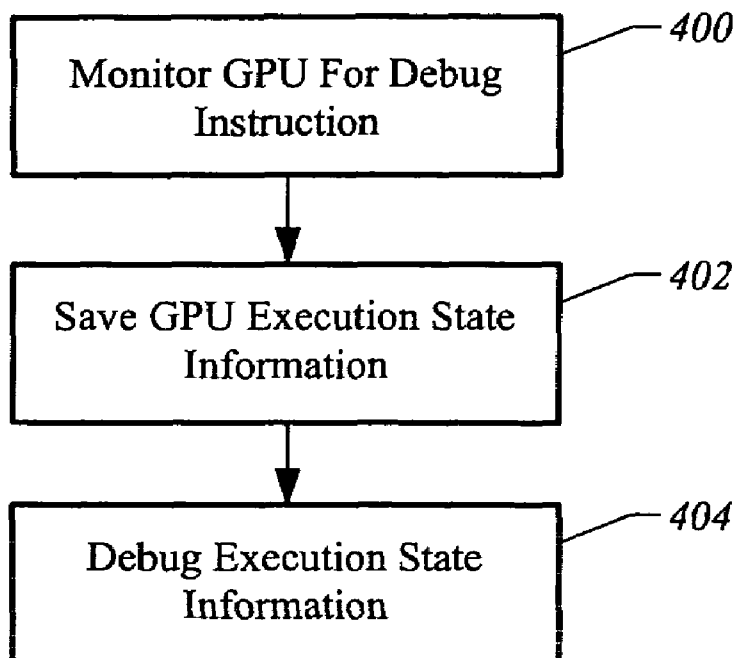 400
Monitor GPU For Debug
Instruction
402
Save GPU Execution State
Information
404
Debug Execution State
Information